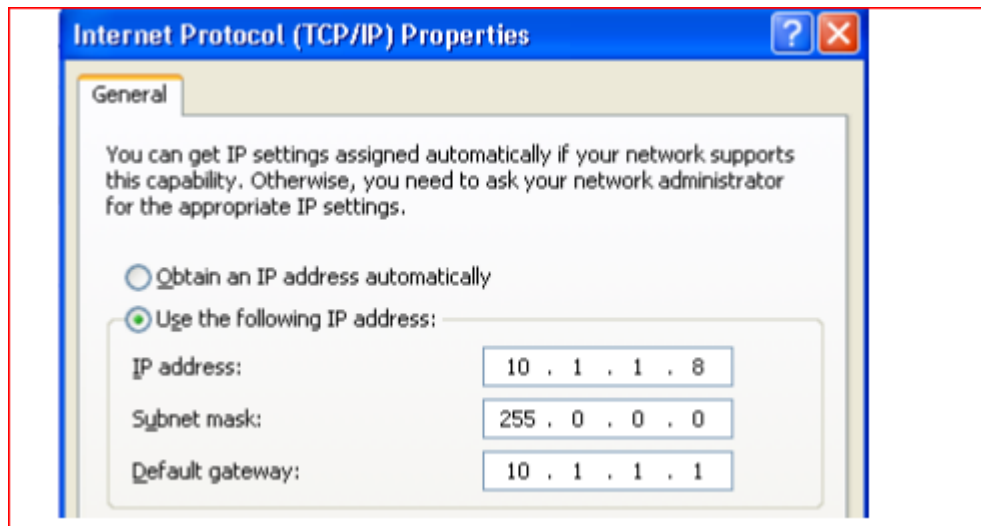 Internet Protocol (TCP/IP) Properties
General
You can get IP settings assigned automatically if your network supports
this capability. Otherwise, you need to ask your network administrator
for the appropriate IP settings.
Obtain an IP address automatically
Use the following IP address:
IP address: 10 . 1 . 1 . 8
Subnet mask: 255 . 0 . 0 . 0
Default gateway: 10 . 1 . 1 . 1